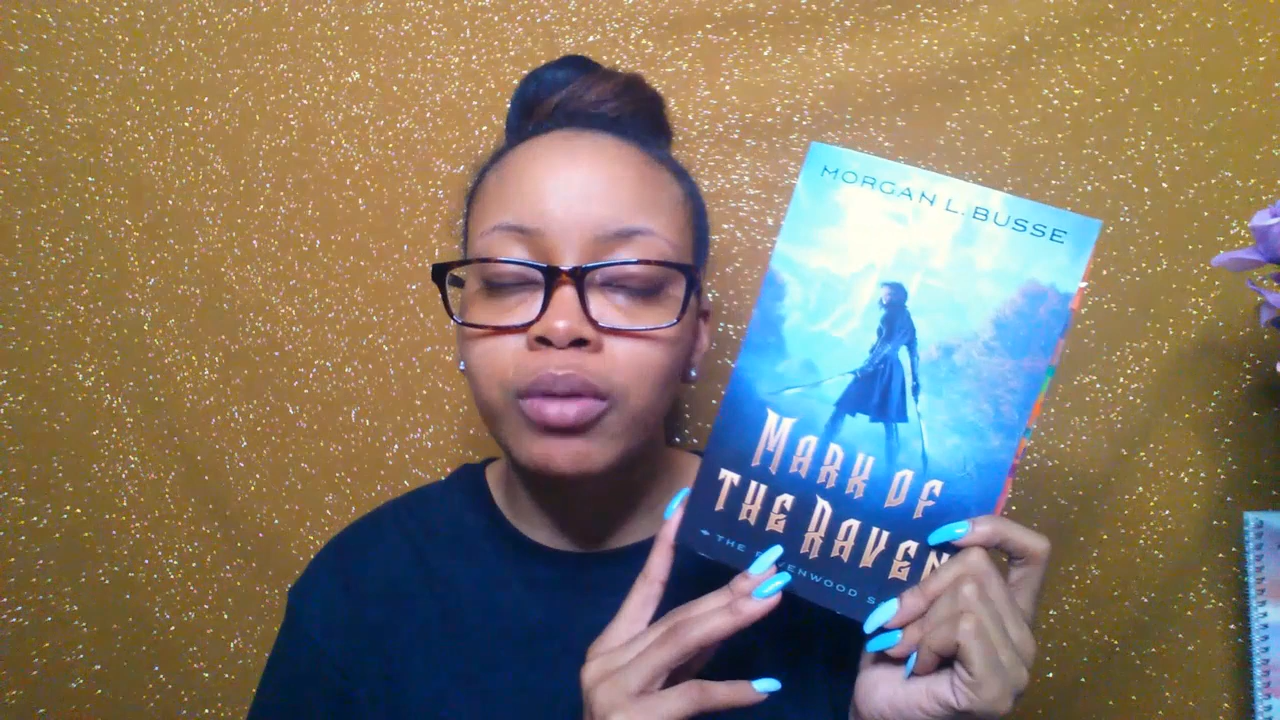 MORGAN L. BUSSE
MARK OF
THE RAVEN
THE